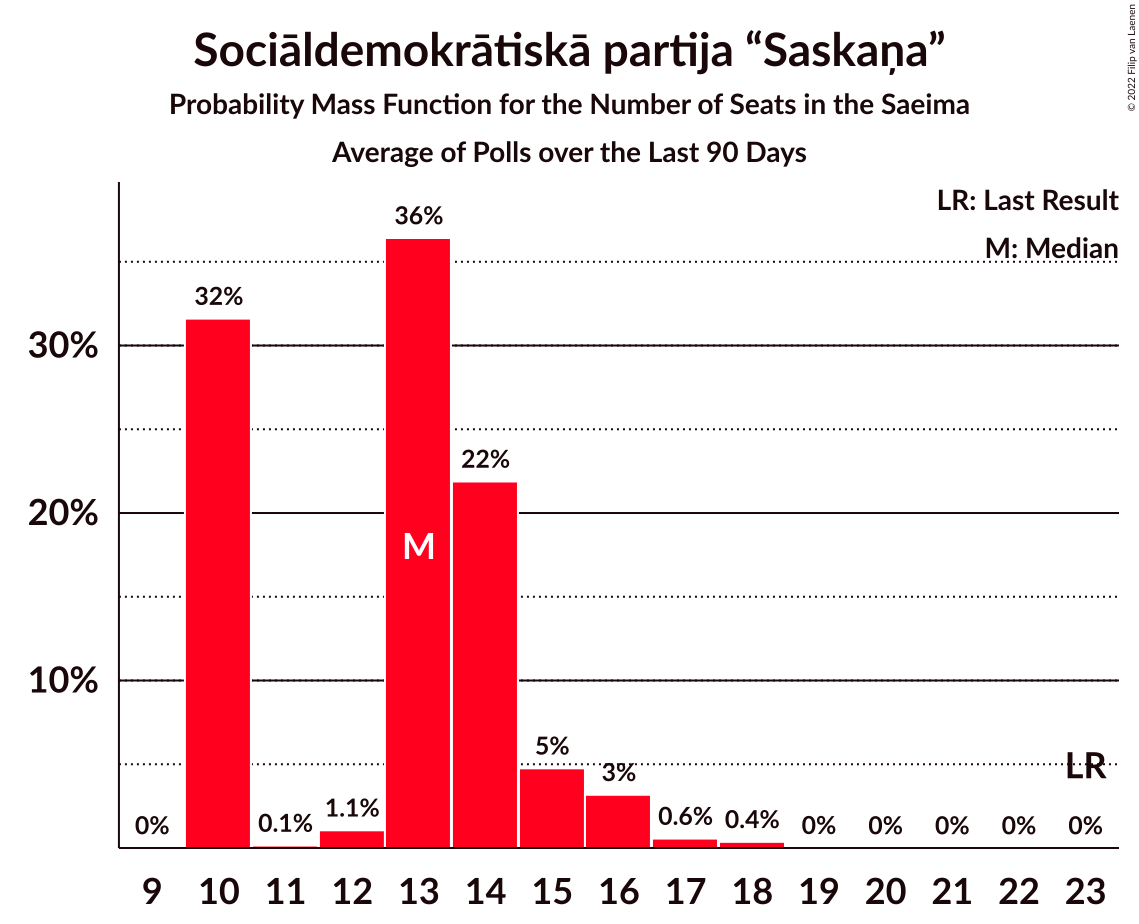 Sociāldemokrātiskā partija “Saskaņa”
Probability Mass Function for the Number of Seats in the Saeima
Average of Polls over the Last 90 Days
© 2022 Filip van Laenen
LR: Last Result
M: Median
30%
20%
10%
0%
32%
0.1%
1.1%
36%
22%
5%
3%
0.6%
0.4%
0%
0%
0%
0%
0%
M
LR
9 10 11 12 13 14 15 16 17 18 19 20 21 22 23